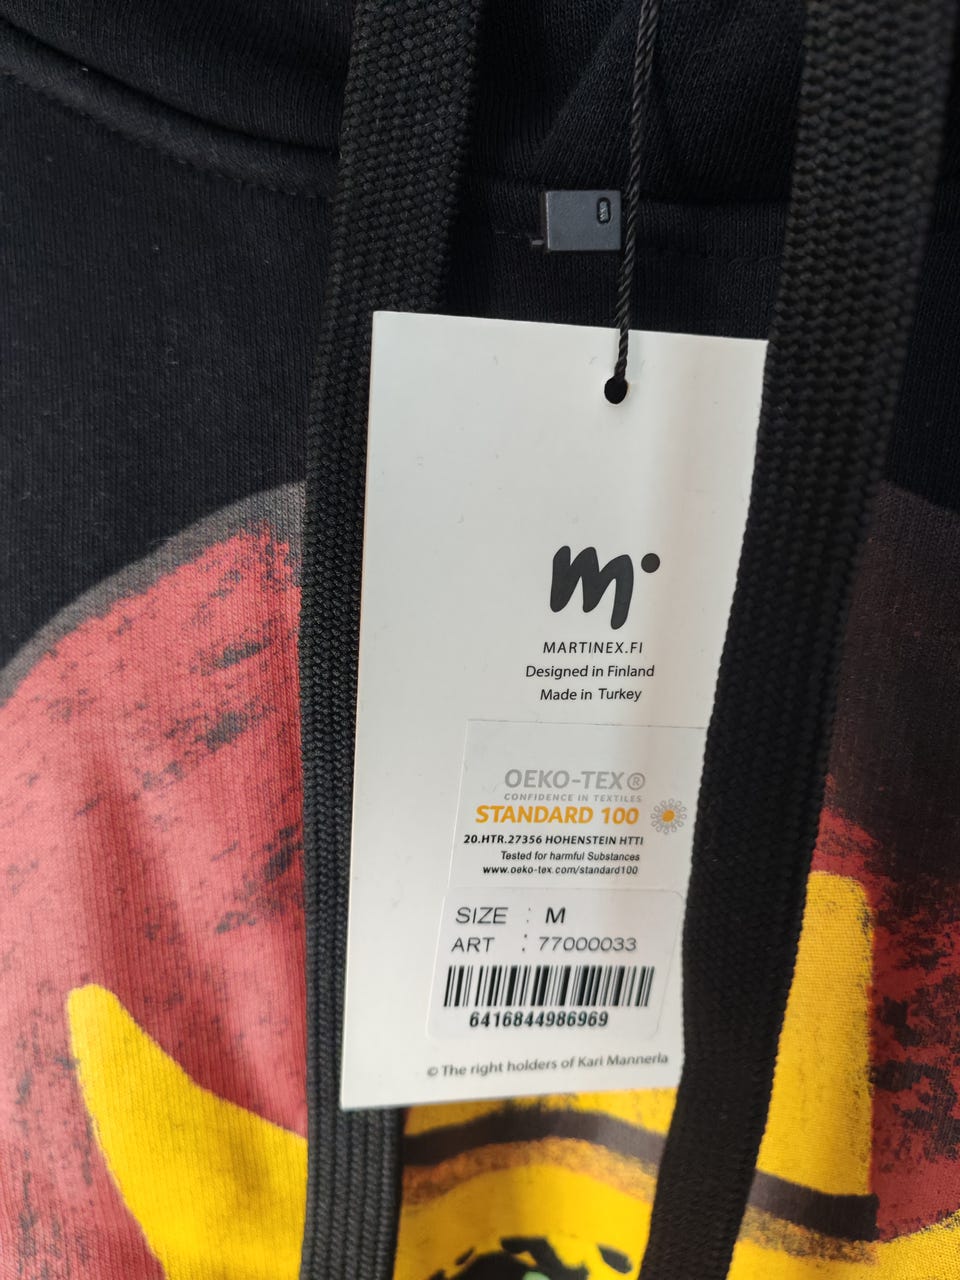 m
MARTINEX.FI
Designed in Finland
Made in Turkey
OEKO-TEX®
CONFIDENCE IN TEXTILES
STANDARD 100
20.HTR.27356 HOHENSTEIN HTTI
Tested for harmful Substances
www.oeko-tex.com/standard100
SIZE : M
ART : 77000033
6416844986969
© The right holders of Kari Mannerla